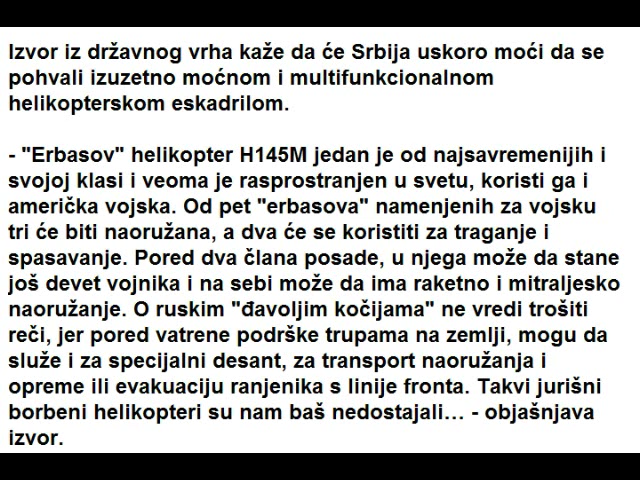 Izvor iz državnog vrha kaže da će Srbija uskoro moći da se
pohvali izuzetno moćnom i multifunkcionalnom
helikopterskom eskadrilom.
- "Erbasov" helikopter H145M jedan je od najsavremenijih i
svojoj klasi i veoma je rasprostranjen u svetu, koristi ga i
američka vojska. Od pet "erbasova" namenjenih za vojsku
tri će biti naoružana, a dva će se koristiti za traganje i
spasavanje. Pored dva člana posade, u njega može da stane
još devet vojnika i na sebi može da ima raketno i mitraljesko
naoružanje. O ruskim "đavoljim kočijama" ne vredi trošiti
reči, jer pored vatrene podrške trupama na zemlji, mogu da
služe i za specijalni desant, za transport naoružanja i
opreme ili evakuaciju ranjenika s linije fronta. Takvi jurišni
borbeni helikopteri su nam baš nedostajali... - objašnjava
izvor.